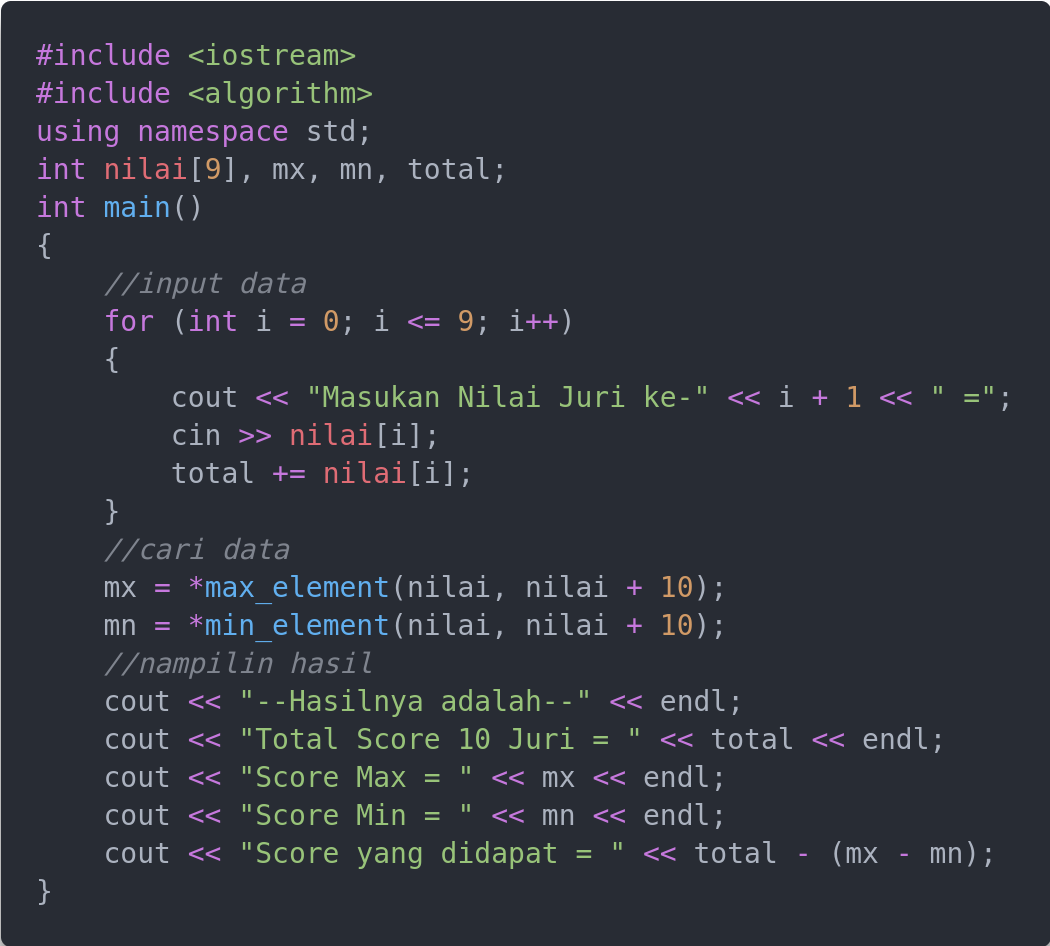 #include <iostream>
#include <algorithm>
using namespace std;
int nilai[9], mx, mn, total;
int main()
{
    //input data
    for (int i = 0; i <= 9; i++)
    {
        cout << "Masukan Nilai Juri ke-" << i + 1 << " =";
        cin >> nilai[i];
        total += nilai[i];
    }
    //cari data
    mx = *max_element(nilai, nilai + 10);
    mn = *min_element(nilai, nilai + 10);
    //nampilin hasil
    cout << "--Hasilnya adalah--" << endl;
    cout << "Total Score 10 Juri = " << total << endl;
    cout << "Score Max = " << mx << endl;
    cout << "Score Min = " << mn << endl;
    cout << "Score yang didapat = " << total - (mx - mn);
}